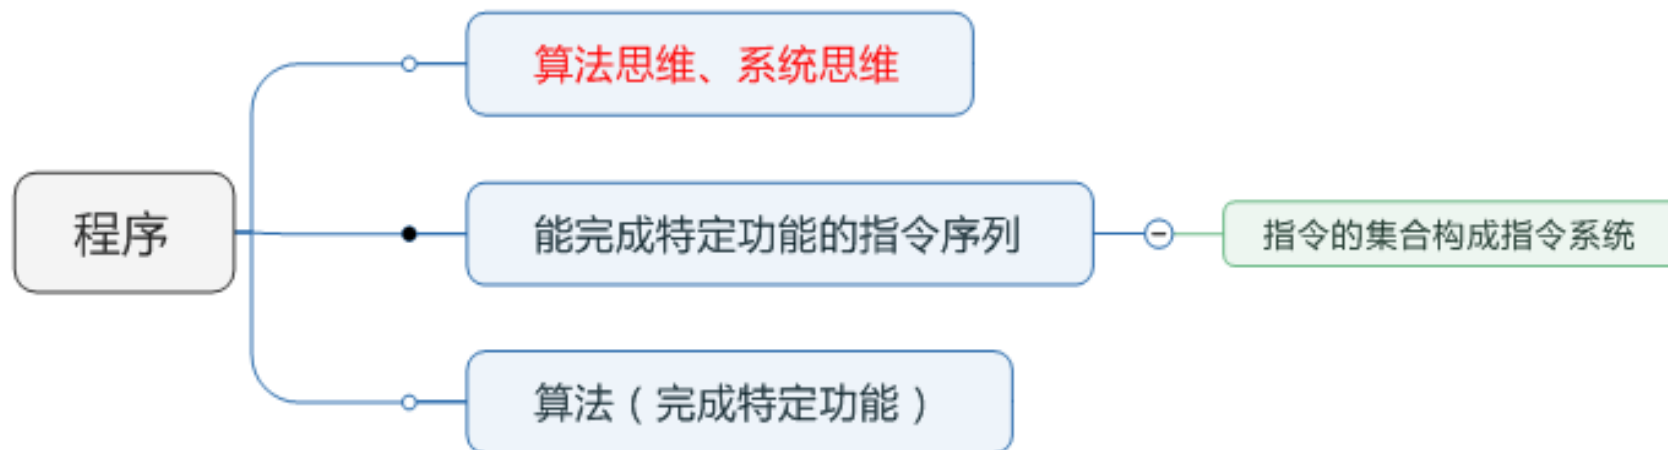 算法思维、系统思维
程序
能完成特定功能的指令序列
指令的集合构成指令系统
算法（完成特定功能）